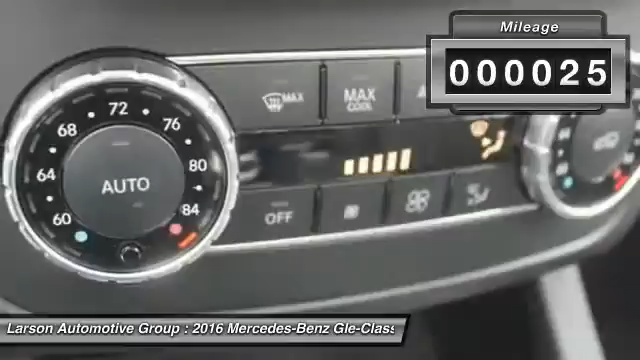 Mileage
000025
MAX
MAX
COOL
A
72
68
76
64
80
60
84
AUTO
OFF
Larson Automotive Group : 2016 Mercedes-Benz Gle-Class